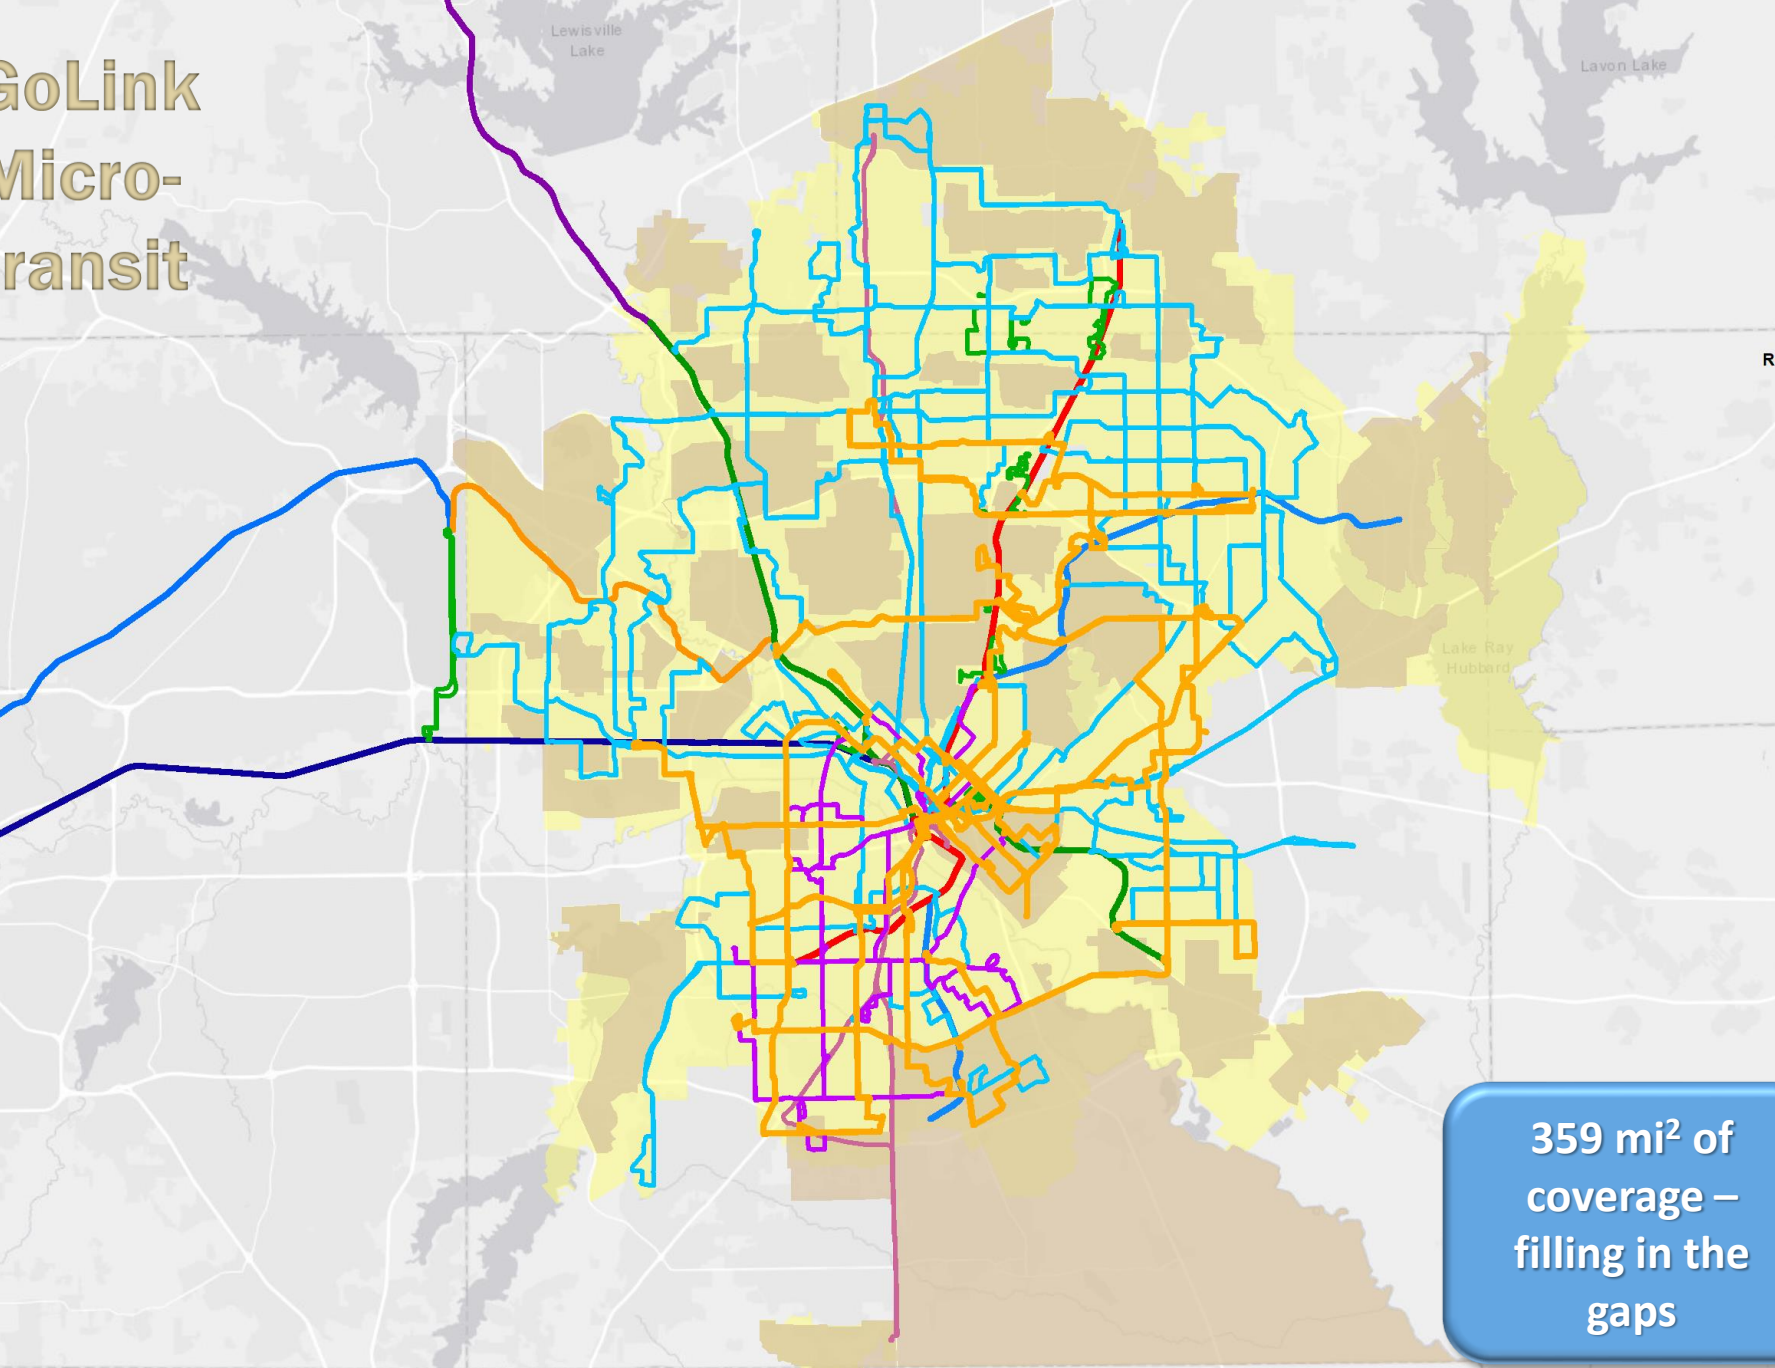 GoLink
Micro-
ransit
Lewisville
Lake
Lavon Lake
R
Lake Ray
Hubbard
359 mi² of
coverage –
filling in the
gaps